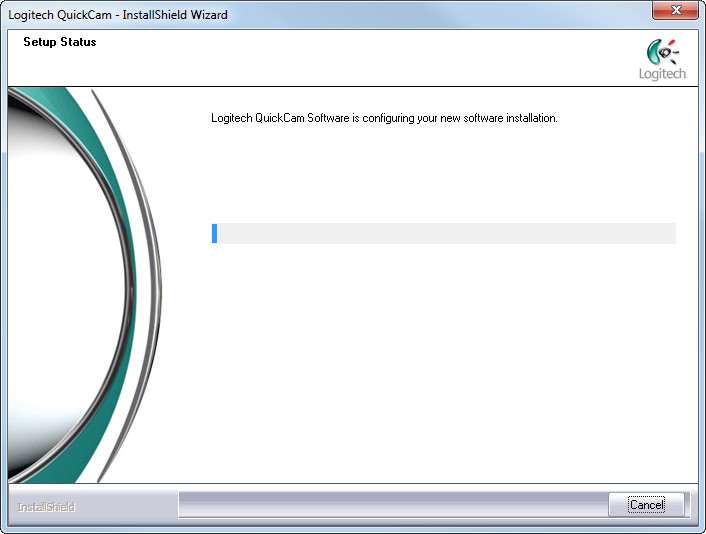 Logitech QuickCam - InstallShield Wizard
Setup Status
Logitech
Logitech QuickCam Software is configuring your new software installation.
InstallShield
Cancel